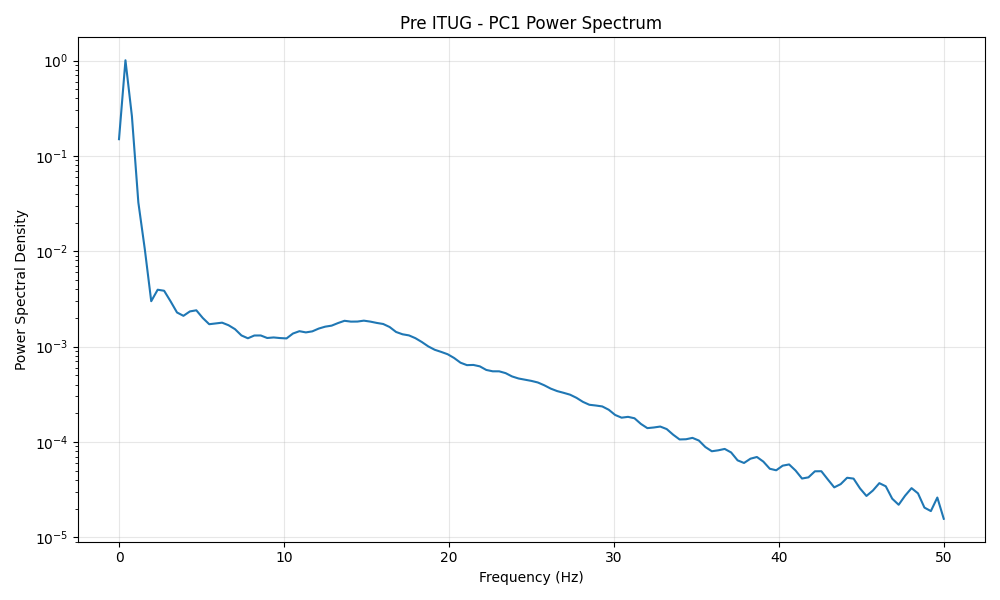 Pre ITUG - PC1 Power Spectrum
Power Spectral Density
10⁰
10⁻¹
10⁻²
10⁻³
10⁻⁴
10⁻⁵
0 10 20 30 40 50
Frequency (Hz)